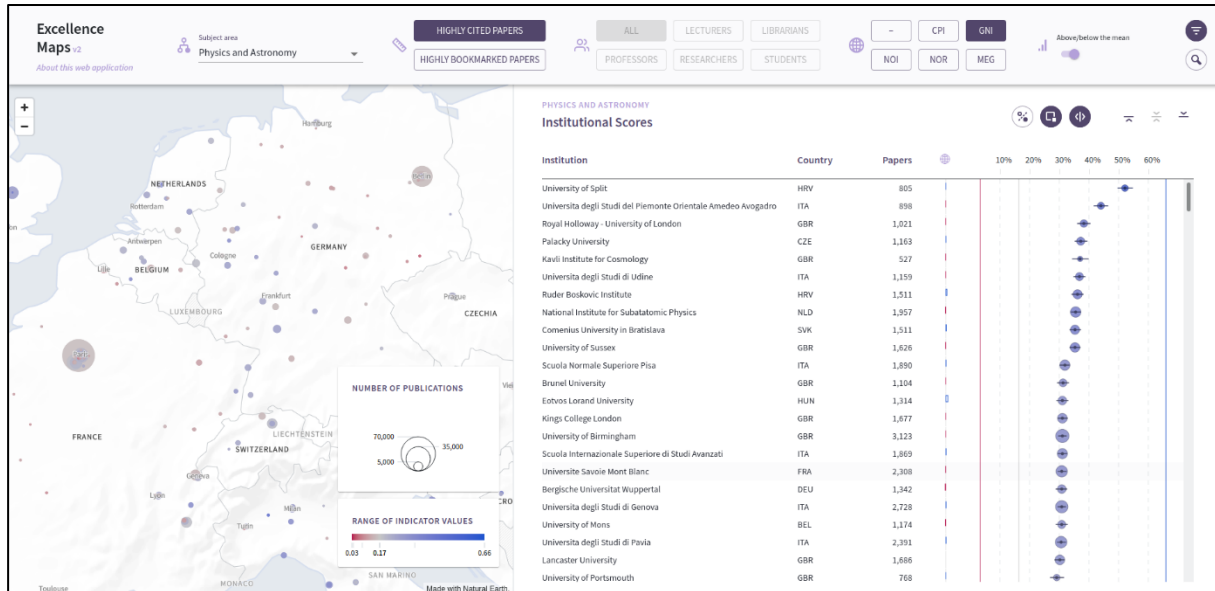 Excellence
Maps v2
About this web application
Subject area
Physics and Astronomy
HIGHLY CITED PAPERS
HIGHLY BOOKMARKED PAPERS
ALL LECTURERS LIBRARIANS
PROFESSORS RESEARCHERS STUDENTS
– CPI GNI
NOI NOR MEG
Above/below the mean
+
−
Hamburg
Berlin
NETHERLANDS
Rotterdam
Antwerpen
Cologne
GERMANY
Lille
BELGIUM
Frankfurt
Prague
LUXEMBOURG
CZECHIA
Paris
FRANCE
LIECHTENSTEIN
SWITZERLAND
Geneva
Lyon
Milan
MONACO
SAN MARINO
Toulouse
Made with Natural Earth.
NUMBER OF PUBLICATIONS
70,000
35,000
5,000
RANGE OF INDICATOR VALUES
0.03 0.17 0.66
PHYSICS AND ASTRONOMY
Institutional Scores
Institution Country Papers 10% 20% 30% 40% 50% 60%
University of Split HRV 805
Universita degli Studi del Piemonte Orientale Amedeo Avogadro ITA 898
Royal Holloway - University of London GBR 1,021
Palacky University CZE 1,163
Kavli Institute for Cosmology GBR 527
Universita degli Studi di Udine ITA 1,159
Ruder Boskovic Institute HRV 1,511
National Institute for Subatatomic Physics NLD 1,957
Comenius University in Bratislava SVK 1,511
University of Sussex GBR 1,626
Scuola Normale Superiore Pisa ITA 1,890
Brunel University GBR 1,104
Eotvos Lorand University HUN 1,314
Kings College London GBR 1,677
University of Birmingham GBR 3,123
Scuola Internazionale Superiore di Studi Avanzati ITA 1,869
Universite Savoie Mont Blanc FRA 2,308
Bergische Universitat Wuppertal DEU 1,342
Universita degli Studi di Genova ITA 2,728
University of Mons BEL 1,174
Universita degli Studi di Pavia ITA 2,391
Lancaster University GBR 1,686
University of Portsmouth GBR 768